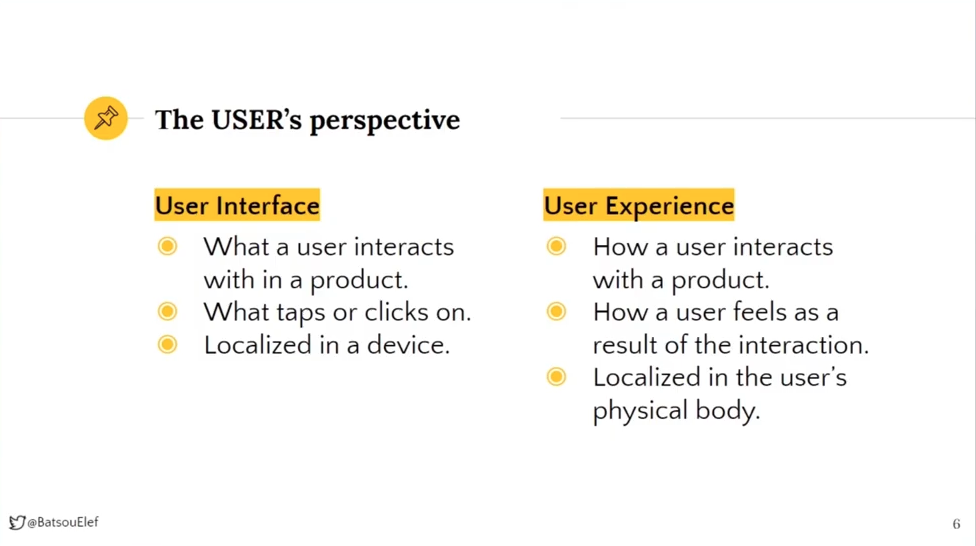 The USER’s perspective
User Interface
What a user interacts
with in a product.
What taps or clicks on.
Localized in a device.
User Experience
How a user interacts
with a product.
How a user feels as a
result of the interaction.
Localized in the user’s
physical body.
@BatsouElef
6